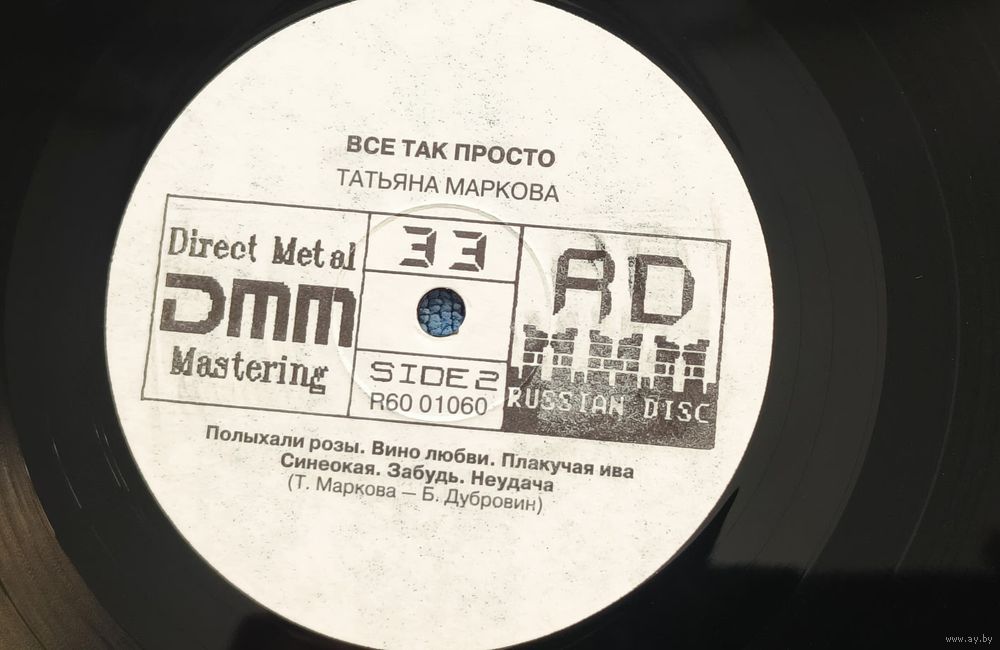 ВСЕ ТАК ПРОСТО
ТАТЬЯНА МАРКОВА
Direct Metal
DMM
Mastering
33
SIDE 2
R60 01060
RD
RUSSIAN DISC
Полыхали розы. Вино любви. Плакучая ива
Синеокая. Забудь. Неудача
(Т. Маркова — Б. Дубровин)
www.ay.by